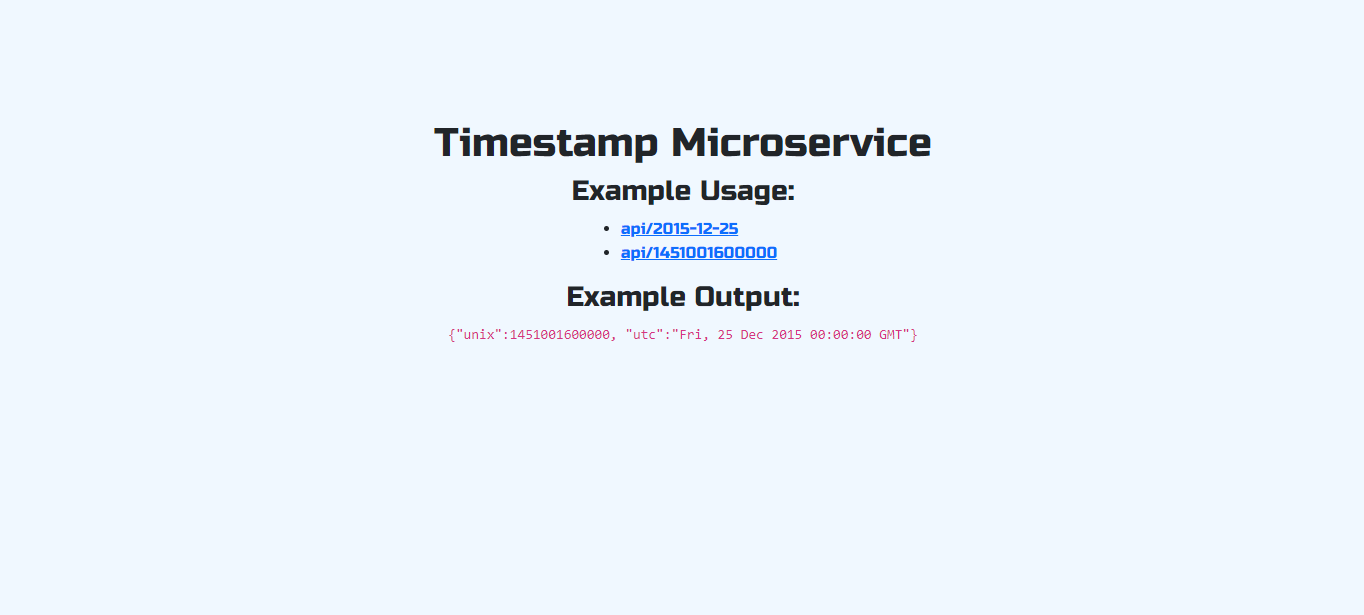 Timestamp Microservice
Example Usage:
api/2015-12-25
api/1451001600000
Example Output:
{"unix":1451001600000, "utc":"Fri, 25 Dec 2015 00:00:00 GMT"}